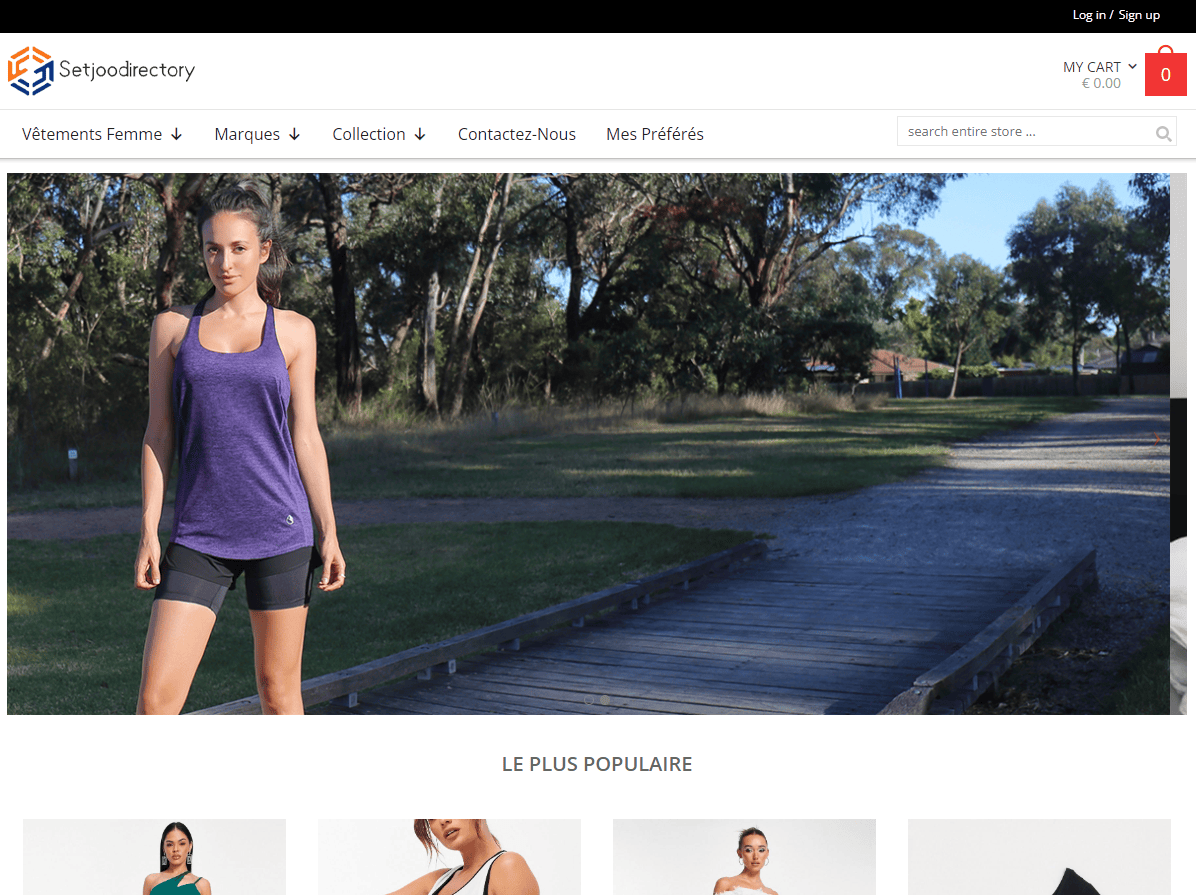 Log in / Sign up
Setjoodirectory
MY CART
€ 0.00
0
Vêtements Femme
Marques
Collection
Contactez-Nous
Mes Préférés
search entire store ...
LE PLUS POPULAIRE